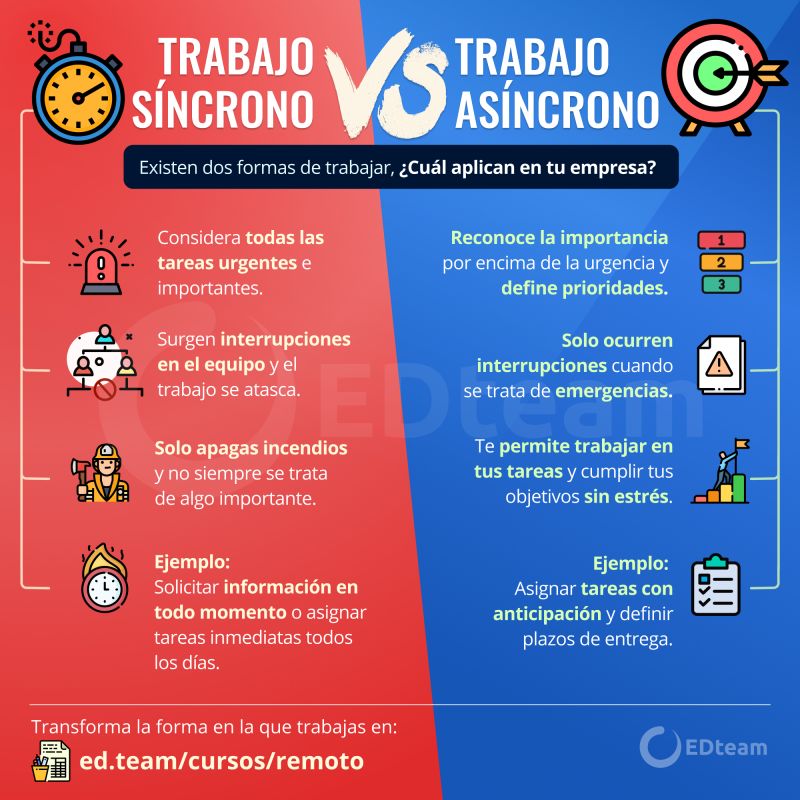 TRABAJO
SÍNCRONO
VS
TRABAJO
ASÍNCRONO
Existen dos formas de trabajar, ¿Cuál aplican en tu empresa?
Considera todas las
tareas urgentes e
importantes.
Surgen interrupciones
en el equipo y el
trabajo se atasca.
Solo apagas incendios
y no siempre se trata
de algo importante.
Ejemplo:
Solicitar información en
todo momento o asignar
tareas inmediatas todos
los días.
Reconoce la importancia
por encima de la urgencia y
define prioridades.
1
2
3
Solo ocurren
interrupciones cuando
se trata de emergencias.
Te permite trabajar en
tus tareas y cumplir tus
objetivos sin estrés.
Ejemplo:
Asignar tareas con
anticipación y definir
plazos de entrega.
EDteam
Transforma la forma en la que trabajas en:
ed.team/cursos/remoto
EDteam